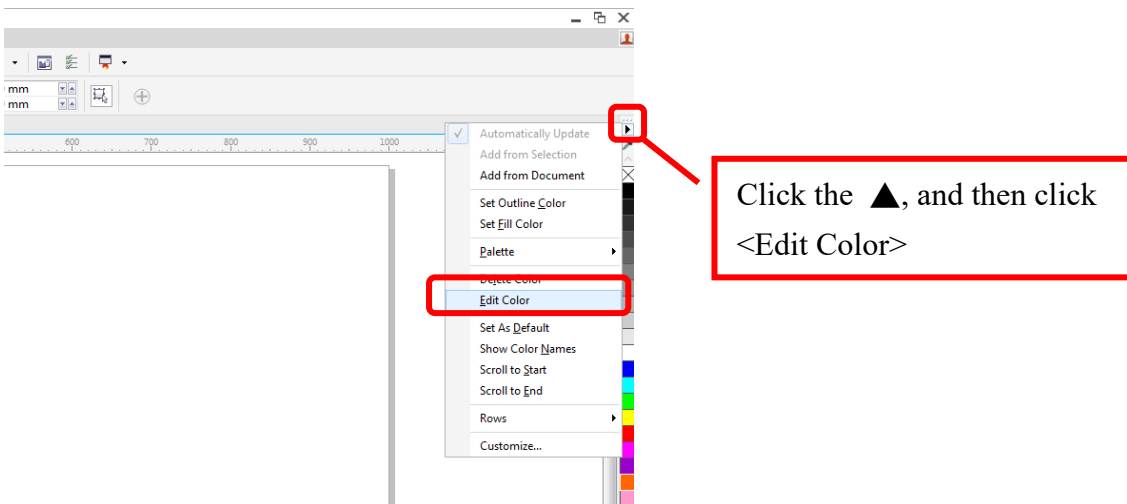 mm
mm
600 700 800 900 1000
Automatically Update
Add from Selection
Add from Document
Set Outline Color
Set Fill Color
Palette
Delete Color
Edit Color
Set As Default
Show Color Names
Scroll to Start
Scroll to End
Rows
Customize...
Click the ▲, and then click
<Edit Color>